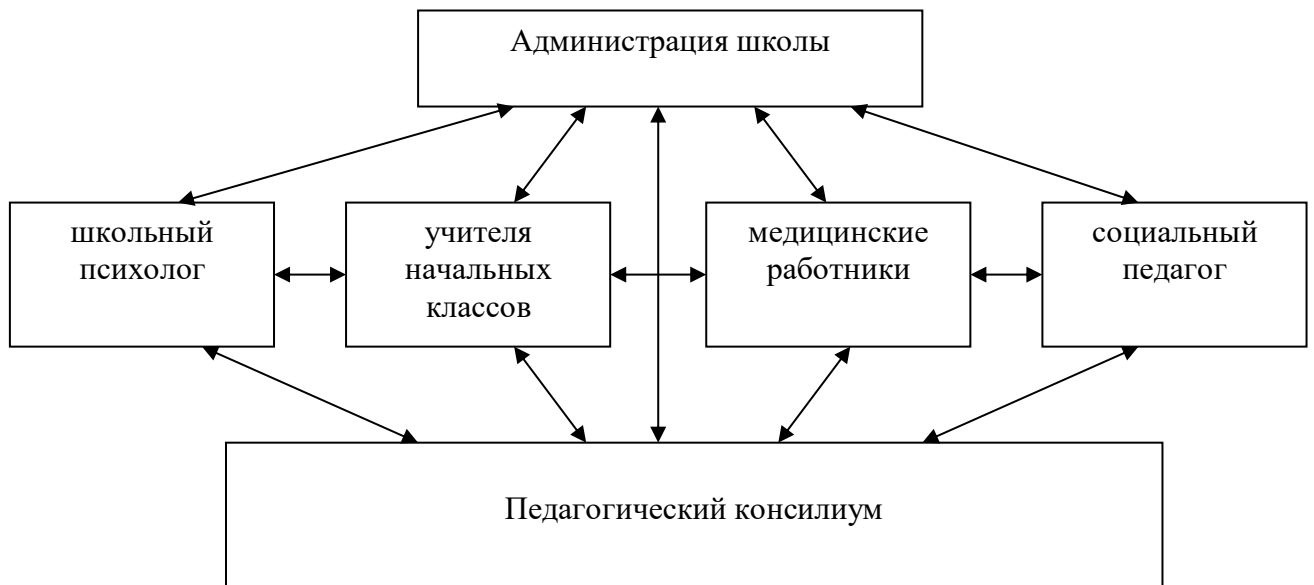 Администрация школы
школьный
психолог
учителя
начальных
классов
медицинские
работники
социальный
педагог
Педагогический консилиум